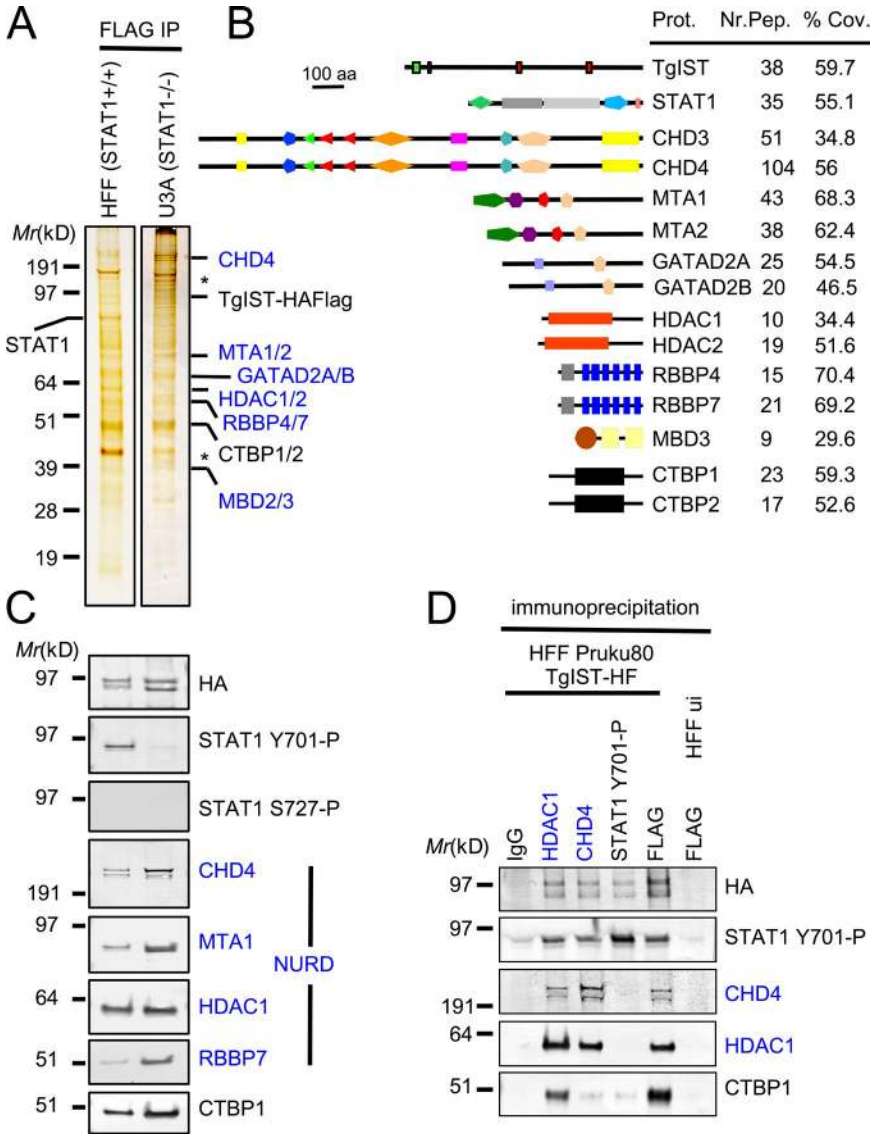 A
FLAG IP
HFF (STAT1+/+)
U3A (STAT1-/-)
Mr(kD)
191
97
STAT1
64
51
39
28
19
CHD4
*
TgIST-HAFlag
MTA1/2
GATAD2A/B
HDAC1/2
RBBP4/7
* CTBP1/2
MBD2/3
B
Prot. Nr.Pep. % Cov.
100 aa
TgIST 38 59.7
STAT1 35 55.1
CHD3 51 34.8
CHD4 104 56
MTA1 43 68.3
MTA2 38 62.4
GATAD2A 25 54.5
GATAD2B 20 46.5
HDAC1 10 34.4
HDAC2 19 51.6
RBBP4 15 70.4
RBBP7 21 69.2
MBD3 9 29.6
CTBP1 23 59.3
CTBP2 17 52.6
C
Mr(kD)
97 HA
97 STAT1 Y701-P
97 STAT1 S727-P
191 CHD4
97 MTA1
NURD
64 HDAC1
51 RBBP7
51 CTBP1
D
immunoprecipitation
HFF Pruku80
TgIST-HF
HFF ui
Mr(kD)
IgG
HDAC1
CHD4
STAT1 Y701-P
FLAG
FLAG
97 HA
97 STAT1 Y701-P
191 CHD4
64 HDAC1
51 CTBP1